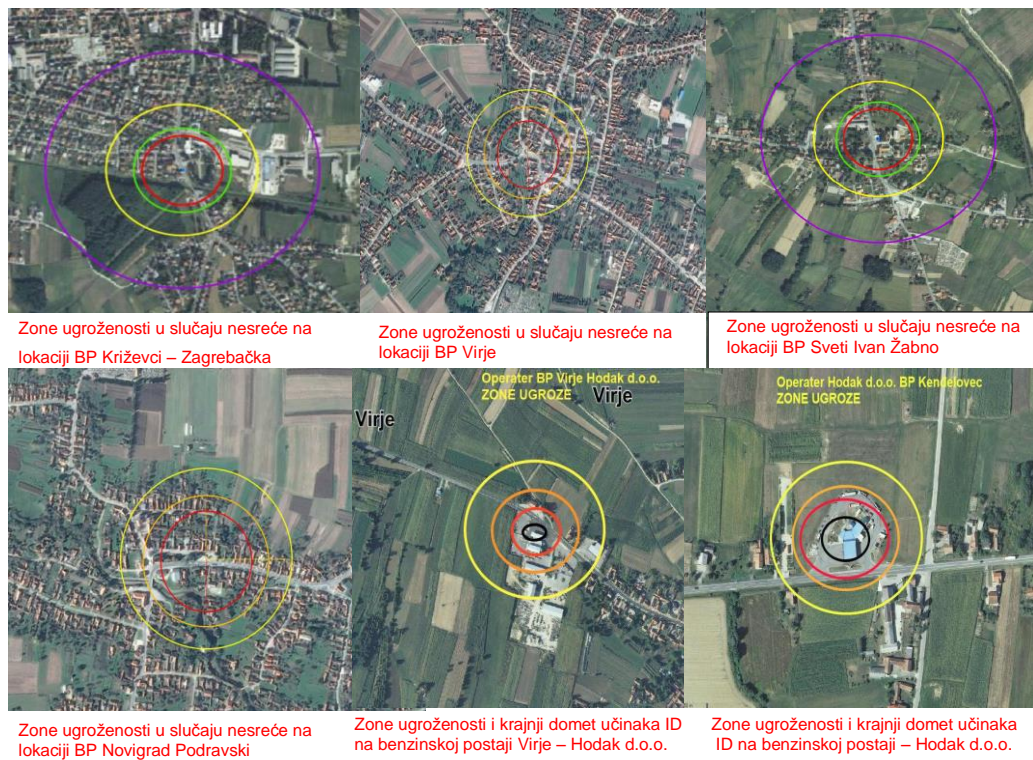 Zone ugroženosti u slučaju nesreće na
lokaciji BP Križevci – Zagrebačka
Zone ugroženosti u slučaju nesreće na
lokaciji BP Virje
Zone ugroženosti u slučaju nesreće na
lokaciji BP Sveti Ivan Žabno
Operater BP Virje Hodak d.o.o.
ZONE UGROZE
Virje
Virje
Operater Hodak d.o.o. BP Kendelovec
ZONE UGROZE
Zone ugroženosti u slučaju nesreće na
lokaciji BP Novigrad Podravski
Zone ugroženosti i krajnji domet učinaka ID
na benzinskoj postaji Virje – Hodak d.o.o.
Zone ugroženosti i krajnji domet učinaka
ID na benzinskoj postaji – Hodak d.o.o.